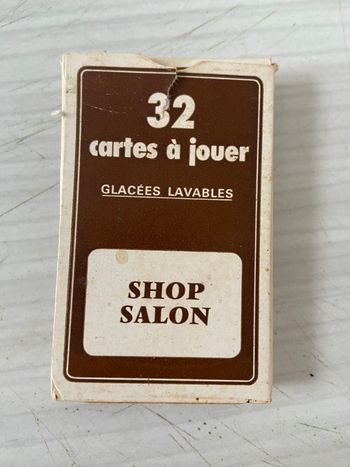 32
cartes à jouer
GLACÉES LAVABLES
SHOP
SALON